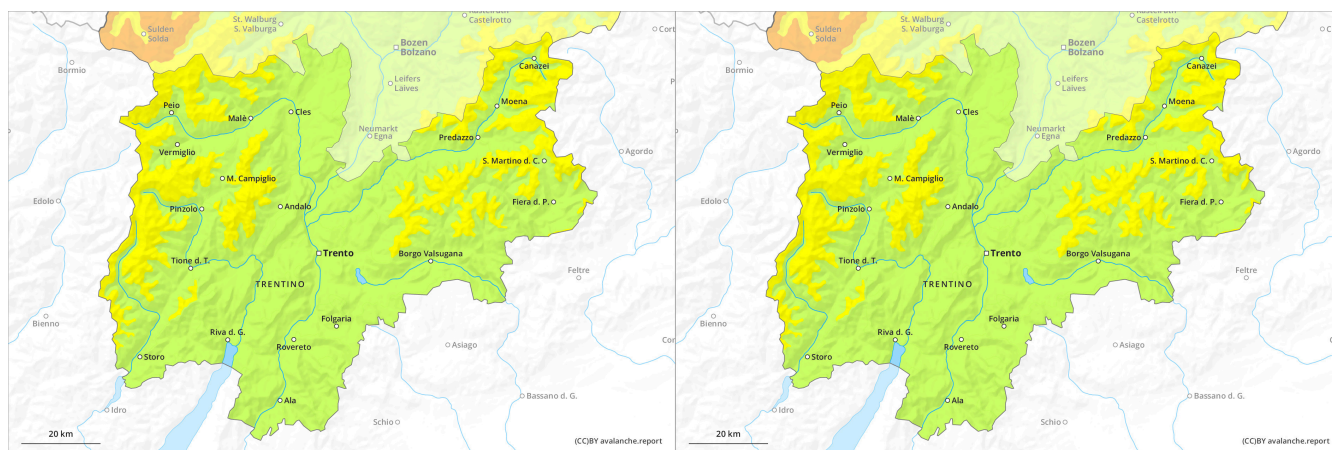 St. Walburg
S. Valburga
Kastelruth
Castelrotto
Sulden
Solda
Bozen
Bolzano
Cort
Bormio
Canazei
Leifers
Laives
Peio
Cles
Moena
Malè
Neumarkt
Egna
Predazzo
Vermiglio
Agordo
S. Martino d. C.
M. Campiglio
Edolo
Pinzolo
Andalo
Fiera d. P.
Trento
Borgo Valsugana
Tione d. T.
Feltre
TRENTINO
Bienno
Folgaria
Riva d. G.
Rovereto
Asiago
Cor
Storo
Ala
Bassano d. G.
Idro
Schio
20 km
(CC)BY avalanche.report
St. Walburg
S. Valburga
Kastelruth
Castelrotto
Sulden
Solda
Bozen
Bolzano
C
Bormio
Canazei
Leifers
Laives
Peio
Cles
Moena
Malè
Neumarkt
Egna
Predazzo
Vermiglio
Agordo
S. Martino d. C.
M. Campiglio
Edolo
Pinzolo
Andalo
Fiera d. P.
Trento
Borgo Valsugana
Tione d. T.
Feltre
TRENTINO
Bienno
Folgaria
Riva d. G.
Rovereto
Asiago
Storo
Ala
Bassano d. G.
Idro
Schio
20 km
(CC)BY avalanche.report